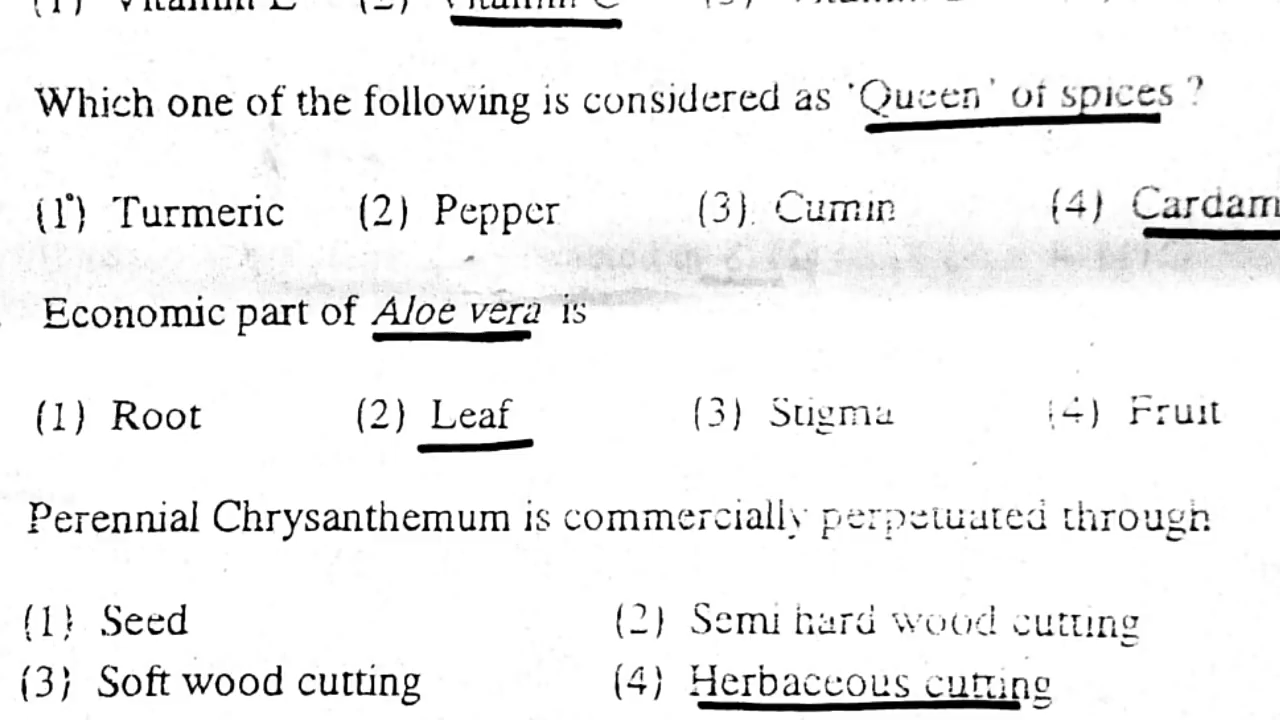 Which one of the following is considered as 'Queen' of spices ?
(1) Turmeric (2) Pepper (3) Cumin (4) Cardam
Economic part of Aloe vera is
(1) Root (2) Leaf (3) Stigma (4) Fruit
Perennial Chrysanthemum is commercially perpetuated through
(1) Seed (2) Semi hard wood cutting
(3) Soft wood cutting (4) Herbaceous cutting